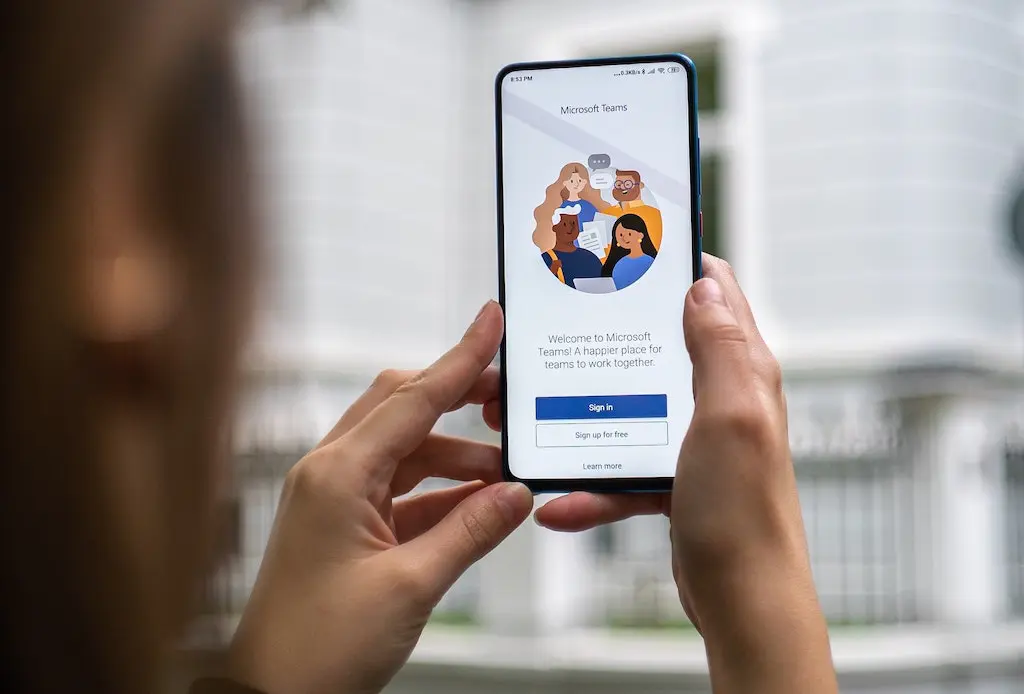 8:53 PM ...0.3KB/s
Microsoft Teams
Welcome to Microsoft
Teams! A happier place for
teams to work together.
Sign in
Sign up for free
Learn more